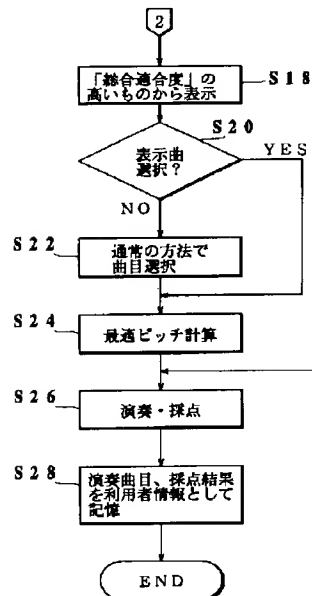 2
「総合適合度」の
高いものから表示
S18
S20
表示曲
選択?
YES
NO
S22
通常の方法で
曲目選択
S24
最適ピッチ計算
S26
演奏・採点
S28
演奏曲目、採点結果
を利用者情報として
記憶
END